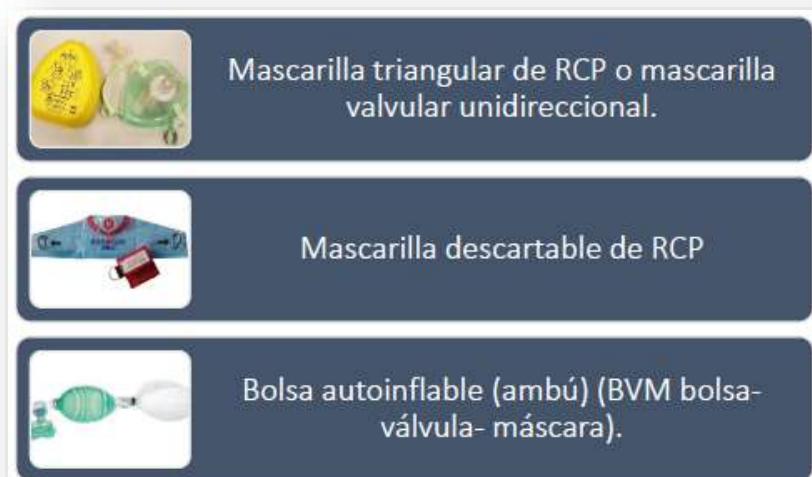 Mascarilla triangular de RCP o mascarilla
valvular unidireccional.
Mascarilla descartable de RCP
Bolsa autoinflable (ambú) (BVM bolsa-
válvula- máscara).